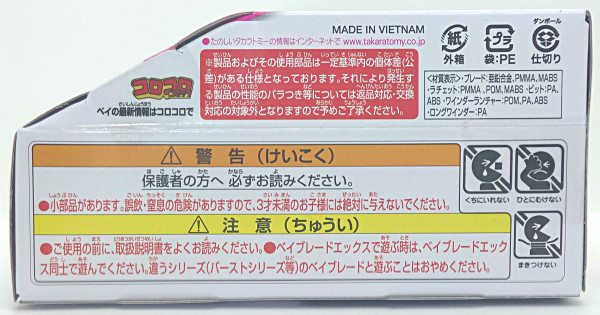 MADE IN VIETNAM
●たのしいタカラトミーの情報はインターネットで www.takaratomy.co.jp
※製品およびその使用部品は一定基準内の個体差(公
差)がある仕様となっております。それにより発生す
る製品の性能のバラつき等については返品対応・交換
対応の対象外となりますので予めご了承ください。
紙
外箱
プラ
袋:PE
ダンボール
仕切り
<材質表示>・ブレード:亜鉛合金、PMMA、MABS
・ラチェット:PMMA、POM、MABS・ビット:PA、
ABS・ワインダーランチャー:POM、PA、ABS
・ロングワインダー:PA
コロコロ
ベイの最新情報はコロコロで
警告(けいこく)
保護者の方へ 必ずお読みください。
●小部品があります。誤飲・窒息の危険がありますので、3才未満のお子様には絶対に与えないでください。
注意(ちゅうい)
●ご使用の前に、取扱説明書をよくお読みください。●ベイブレードエックスで遊ぶ時は、ベイブレードエッ
クス同士で遊んでください。違うシリーズ(バーストシリーズ等)のベイブレードと遊ぶことはおやめください。
くちにいれない
ひとにむけない
まきつけない